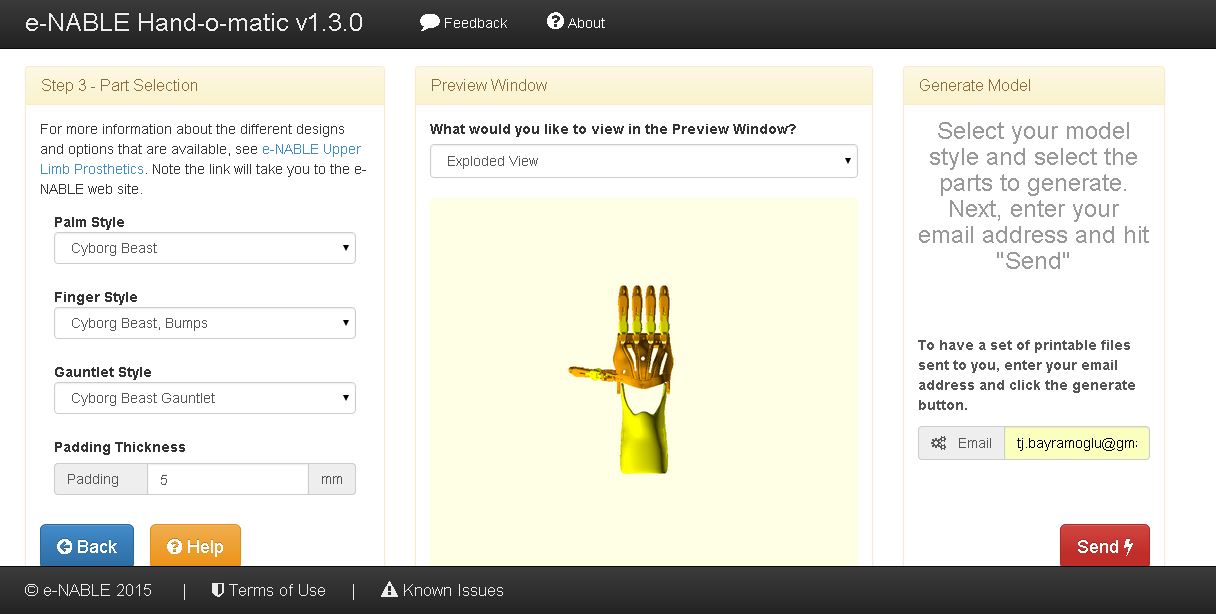 e-NABLE Hand-o-matic v1.3.0
Feedback
About
Step 3 - Part Selection
For more information about the different designs
and options that are available, see e-NABLE Upper
Limb Prosthetics. Note the link will take you to the e-
NABLE web site.
Palm Style
Cyborg Beast
Finger Style
Cyborg Beast, Bumps
Gauntlet Style
Cyborg Beast Gauntlet
Padding Thickness
Padding 5 mm
Back
Help
Preview Window
What would you like to view in the Preview Window?
Exploded View
Generate Model
Select your model
style and select the
parts to generate.
Next, enter your
email address and hit
"Send"
To have a set of printable files
sent to you, enter your email
address and click the generate
button.
Email tj.bayramoglu@gma
Send
© e-NABLE 2015 | Terms of Use | Known Issues